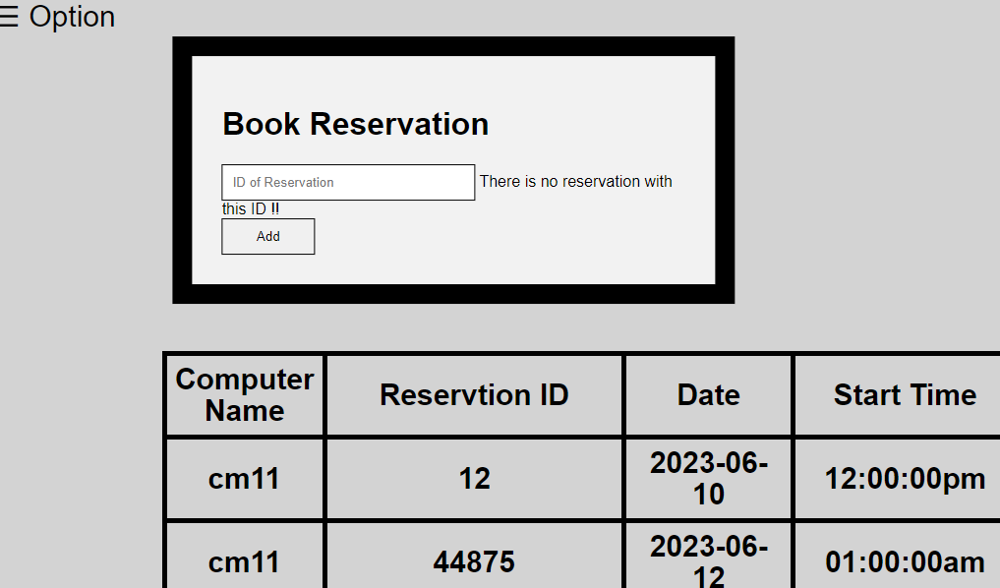 ☰ Option
Book Reservation
ID of Reservation There is no reservation with
this ID !!
Add
Computer
Name
Reservtion ID
Date
Start Time
cm11
12
2023-06-
10
12:00:00pm
cm11
44875
2023-06-
12
01:00:00am